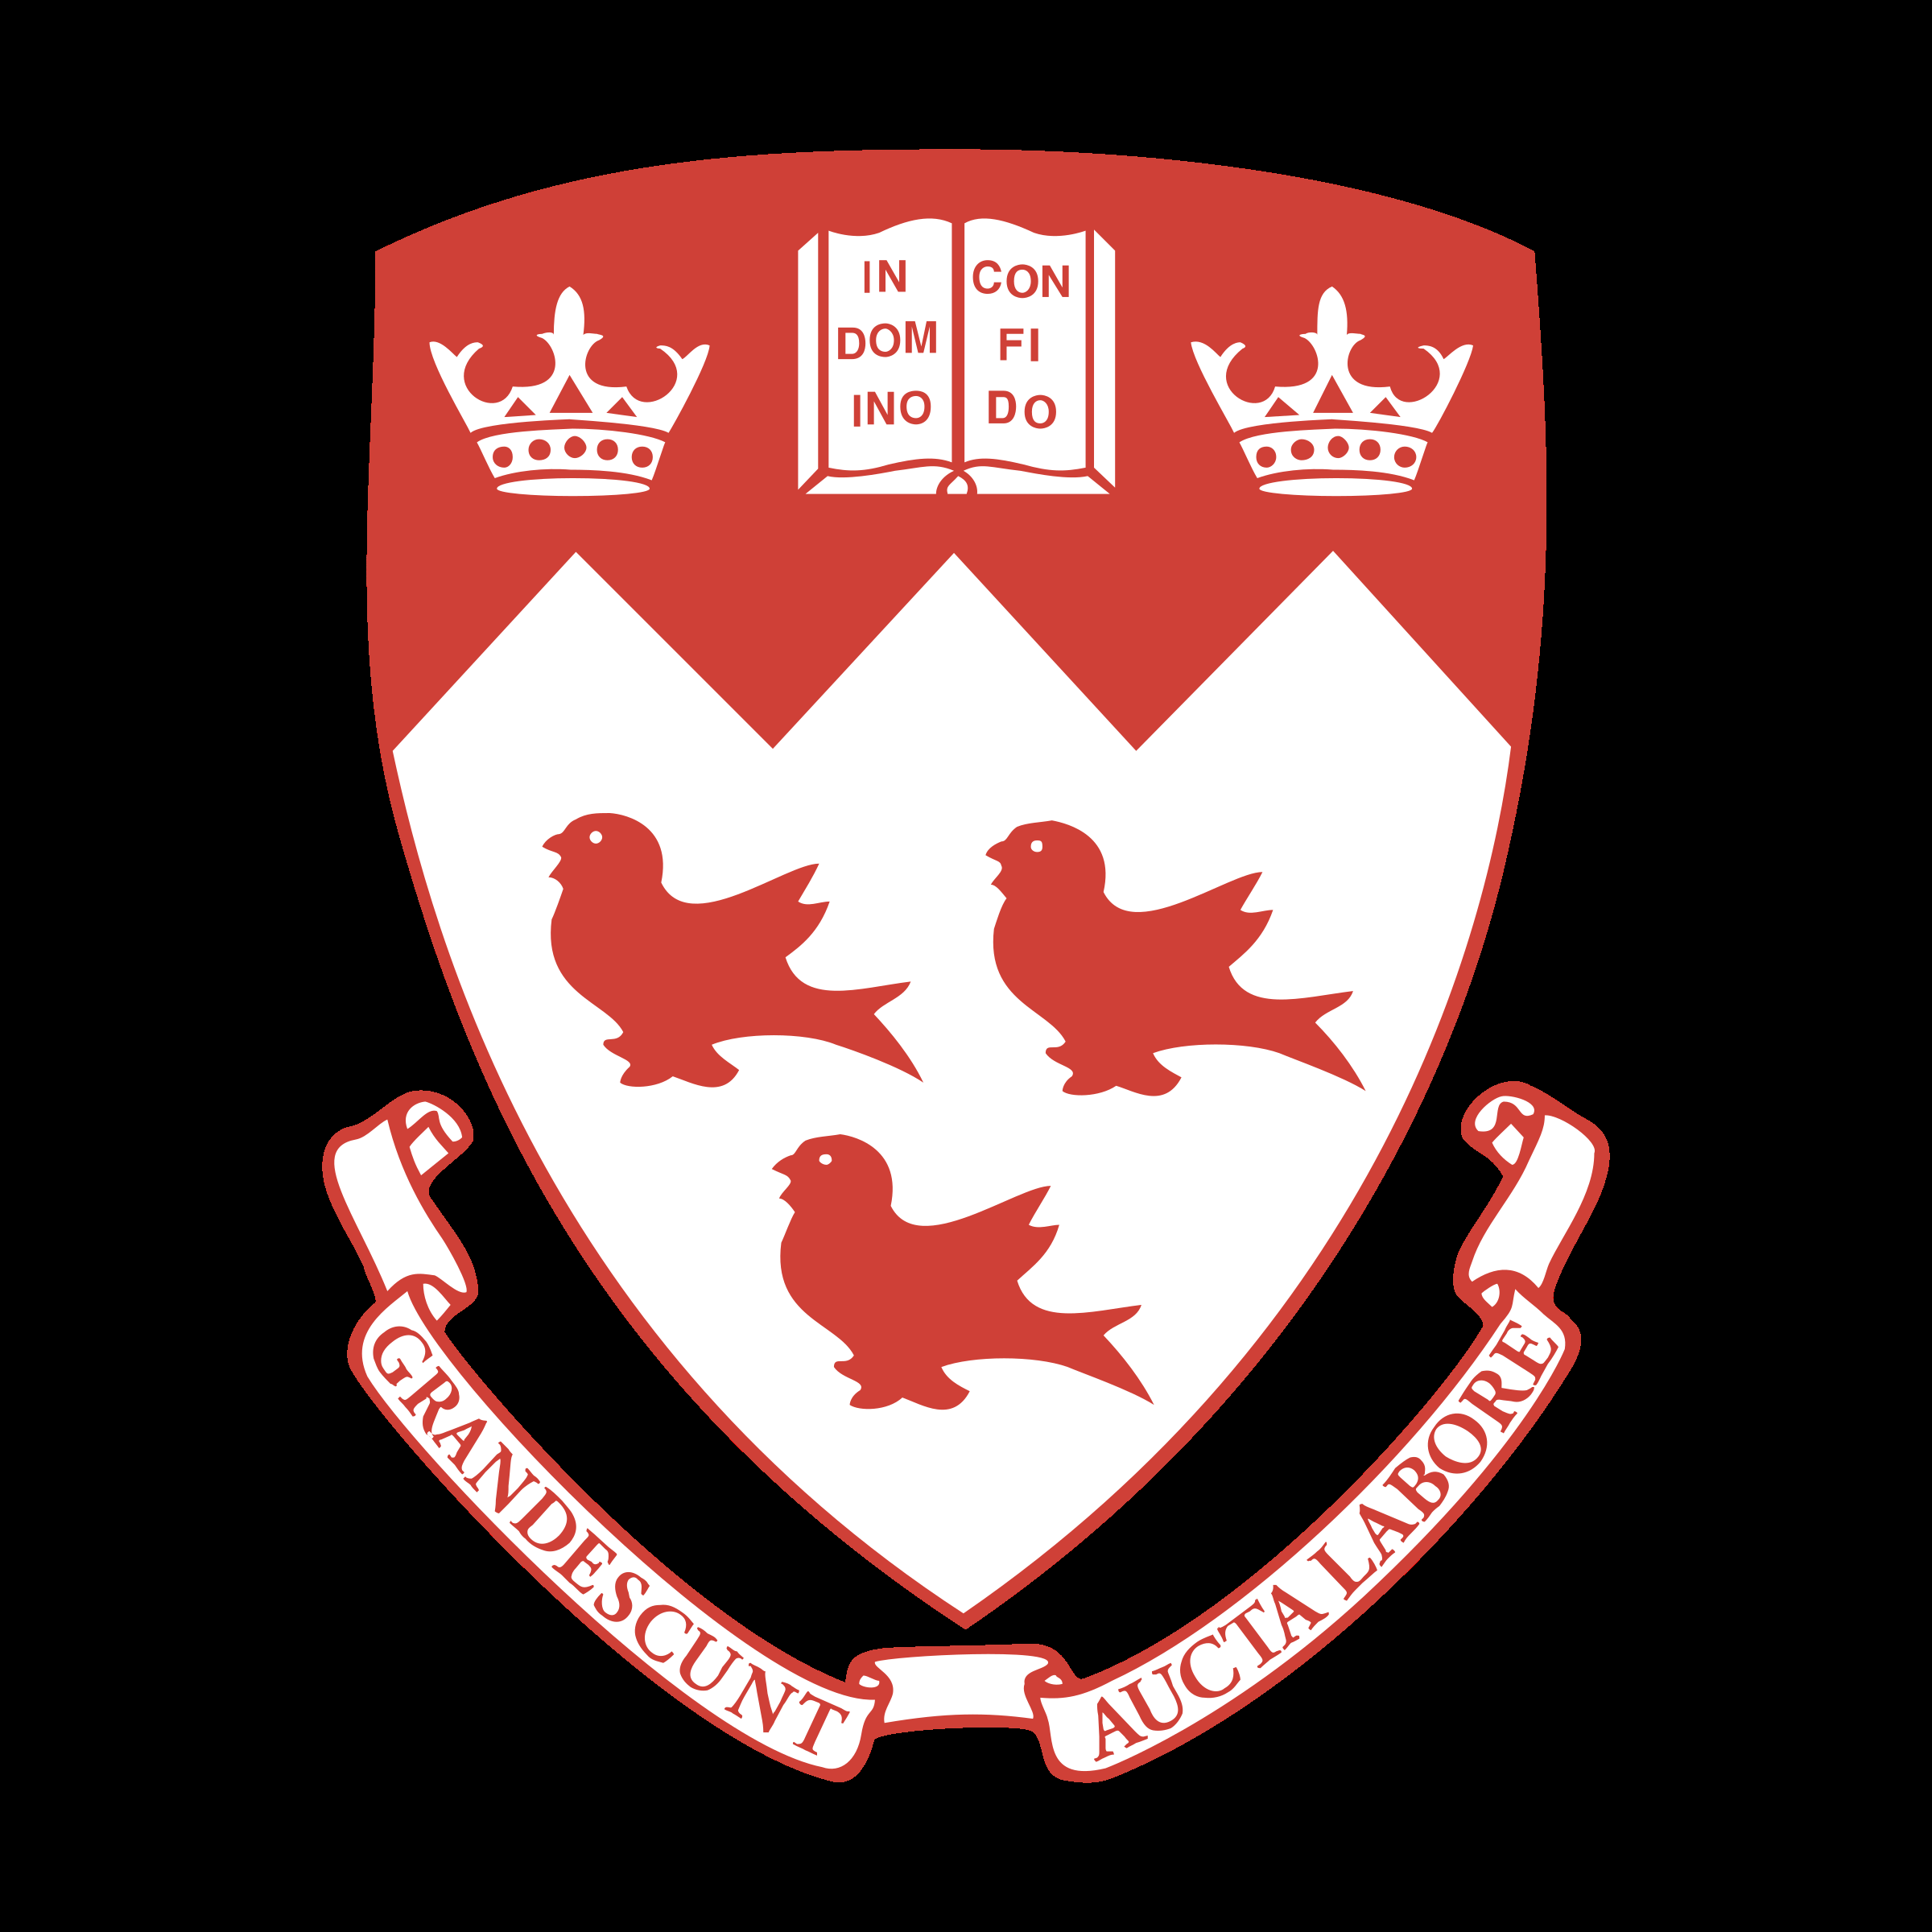 IN
DOM
INO
CON
FI
DO
GRANDESCUNT AUCTA LABORE